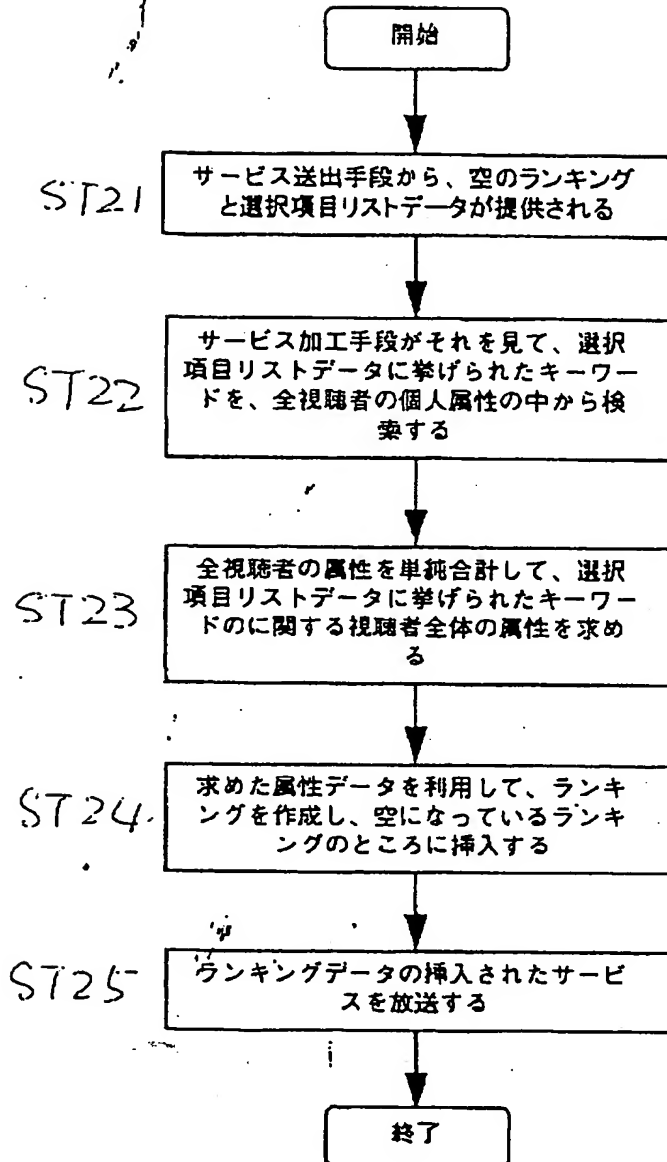 開始
ST21
サービス送出手段から、空のランキング
と選択項目リストデータが提供される
ST22
サービス加工手段がそれを見て、選択
項目リストデータに挙げられたキーワー
ドを、全視聴者の個人属性の中から検
索する
ST23
全視聴者の属性を単純合計して、選択
項目リストデータに挙げられたキーワー
ドのに関する視聴者全体の属性を求め
る
ST24
求めた属性データを利用して、ランキ
ングを作成し、空になっているランキ
ングのところに挿入する
ST25
ランキングデータの挿入されたサービ
スを放送する
終了